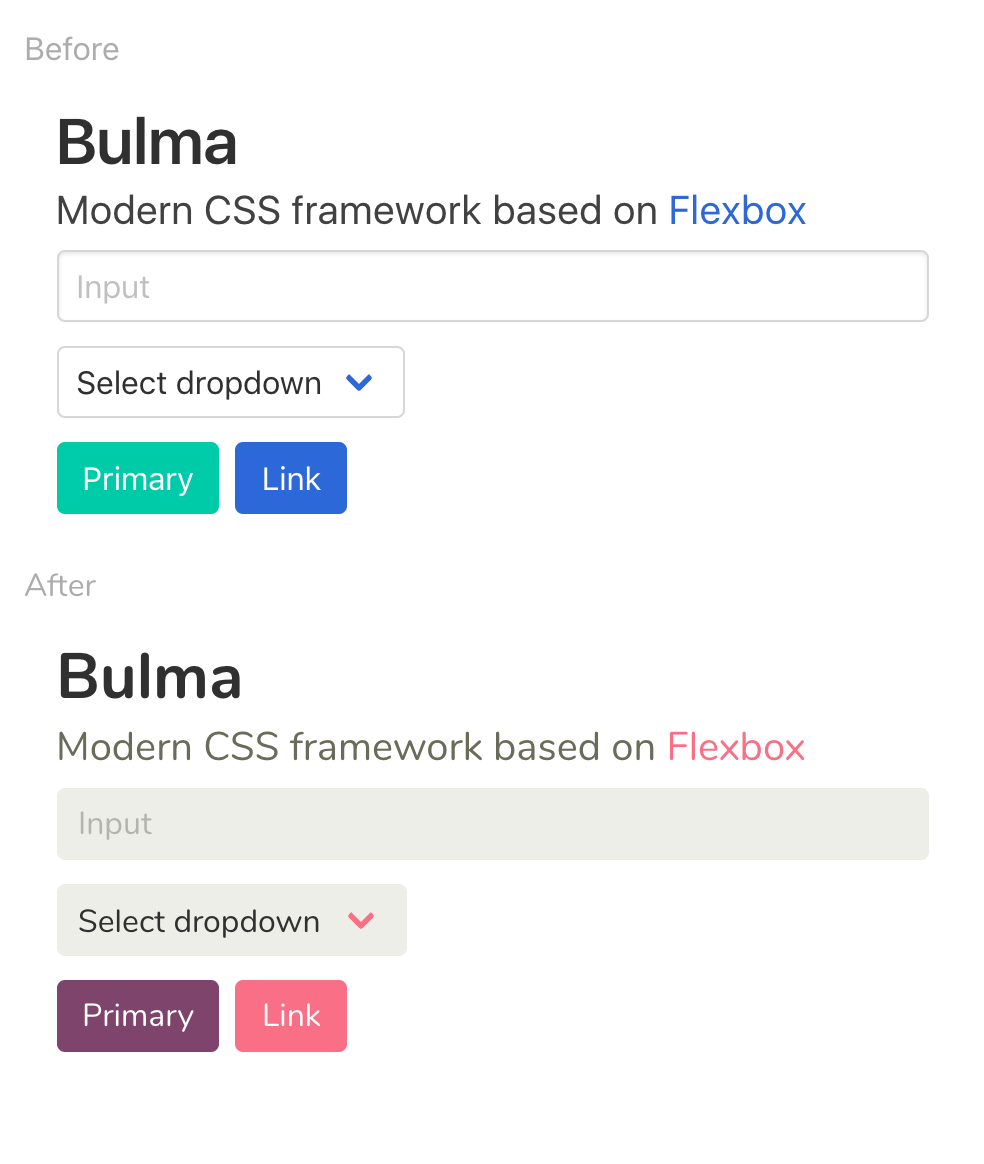 Before
Bulma
Modern CSS framework based on Flexbox
Input
Select dropdown
Primary Link
After
Bulma
Modern CSS framework based on Flexbox
Input
Select dropdown
Primary Link